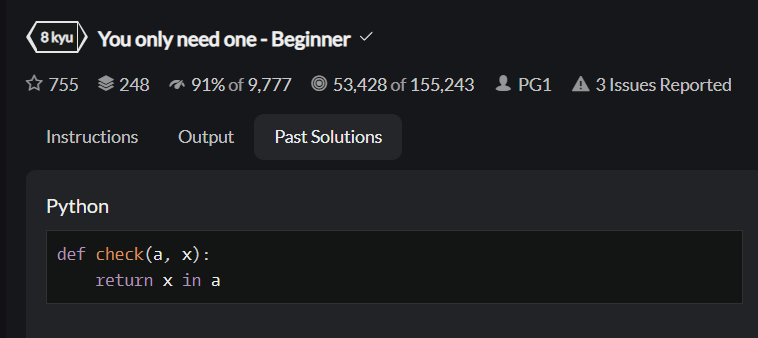 8 kyu You only need one - Beginner
755 248 91% of 9,777 53,428 of 155,243 PG1 3 Issues Reported
Instructions Output Past Solutions
Python
def check(a, x):
    return x in a